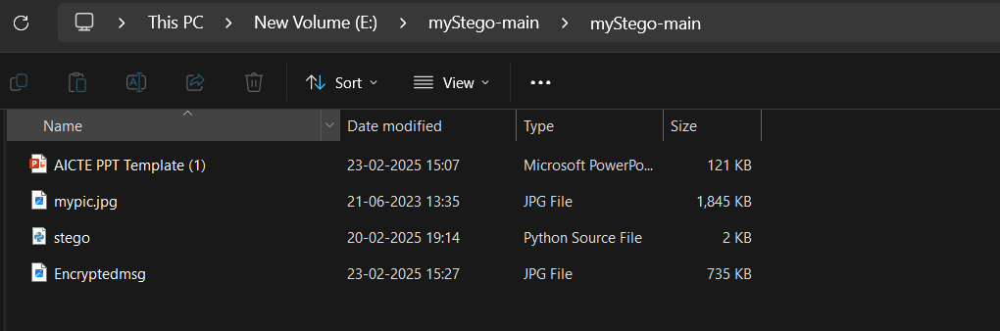 This PC > New Volume (E:) > myStego-main > myStego-main
Sort View
Name Date modified Type Size
AICTE PPT Template (1) 23-02-2025 15:07 Microsoft PowerPo... 121 KB
mypic.jpg 21-06-2023 13:35 JPG File 1,845 KB
stego 20-02-2025 19:14 Python Source File 2 KB
Encryptedmsg 23-02-2025 15:27 JPG File 735 KB